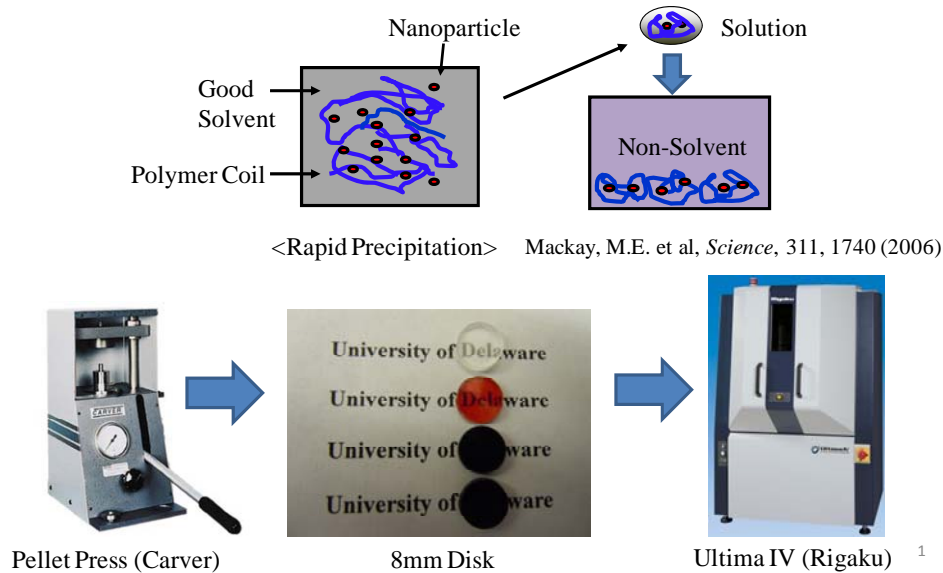 Nanoparticle
Solution
Good
Solvent
Non-Solvent
Polymer Coil
<Rapid Precipitation>
Mackay, M.E. et al, Science, 311, 1740 (2006)
CARVER
Rigaku
University of Delaware
University of Delaware
University of ware
University of ware
Pellet Press (Carver)
8mm Disk
Ultima IV (Rigaku)
1